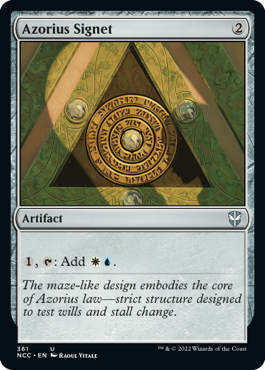 Azorius Signet 2
Artifact
1, T: Add
The maze-like design embodies the core
of Azorius law—strict structure designed
to test wills and stall change.
361 U
NCC • EN Raoul Vitale
™ & © 2022 Wizards of the Coast